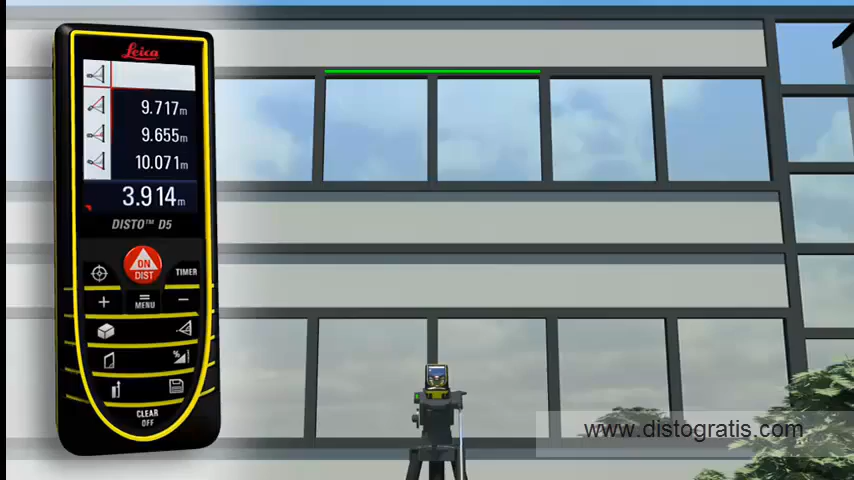 Leica
9.717m
9.655m
10.071m
3.914m
DISTO™ D5
ON
DIST
TIMER
+
=
−
MENU
%
CLEAR
OFF
www.distogratis.com